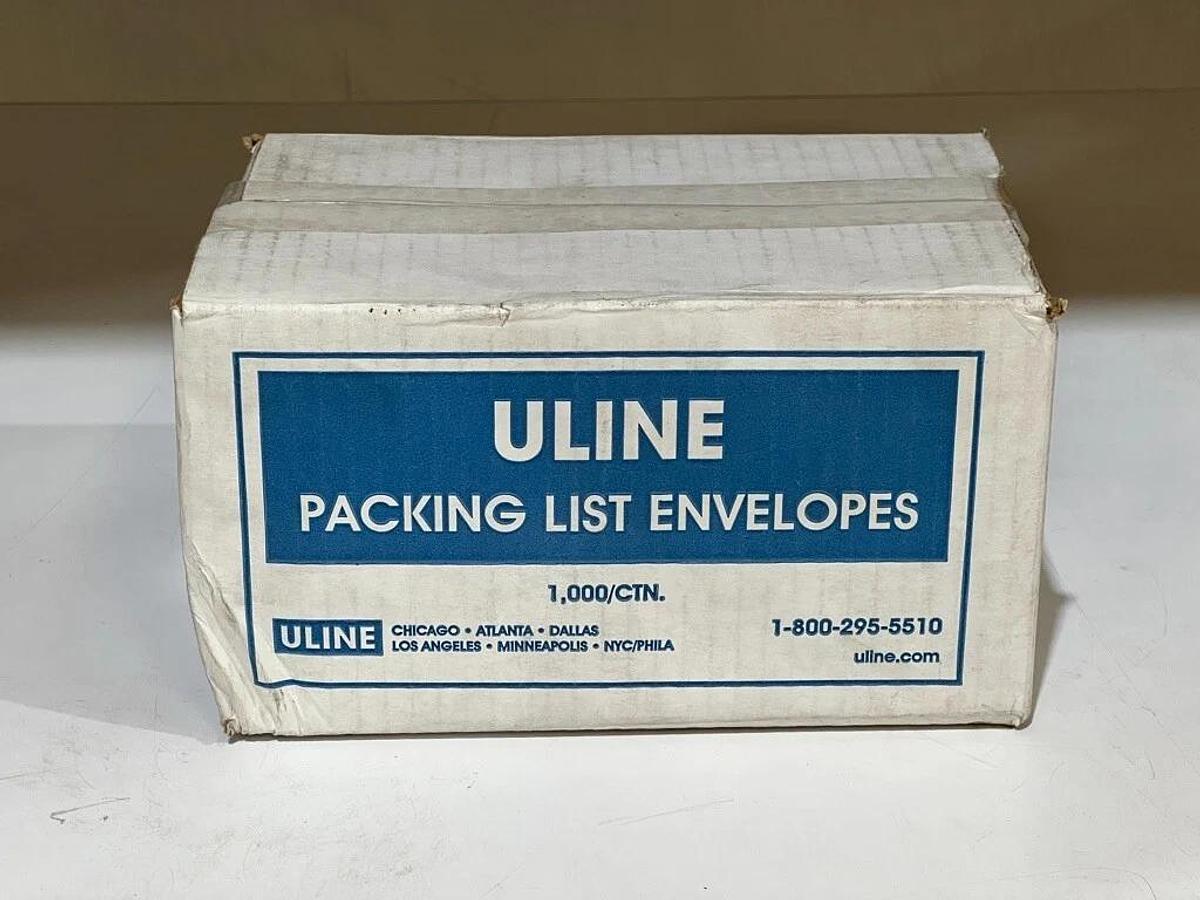 ULINE
PACKING LIST ENVELOPES
1,000/CTN.
ULINE
CHICAGO • ATLANTA • DALLAS
LOS ANGELES • MINNEAPOLIS • NYC/PHILA
1-800-295-5510
uline.com